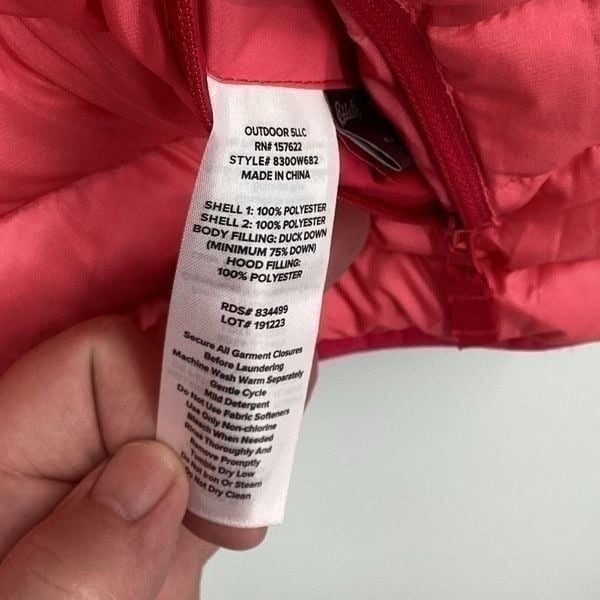 OUTDOOR 5LLC
RN# 157622
STYLE# 8300W682
MADE IN CHINA
SHELL 1: 100% POLYESTER
SHELL 2: 100% POLYESTER
BODY FILLING: DUCK DOWN
(MINIMUM 75% DOWN)
HOOD FILLING:
100% POLYESTER
RDS# 834499
LOT# 191223
Secure All Garment Closures
Before Laundering
Machine Wash Warm Separately
Gentle Cycle
Mild Detergent
Do Not Use Fabric Softeners
Use Only Non-chlorine
Bleach When Needed
Rinse Thoroughly And
Remove Promptly
Tumble Dry Low
Do Not Iron Or Steam
Do Not Dry Clean